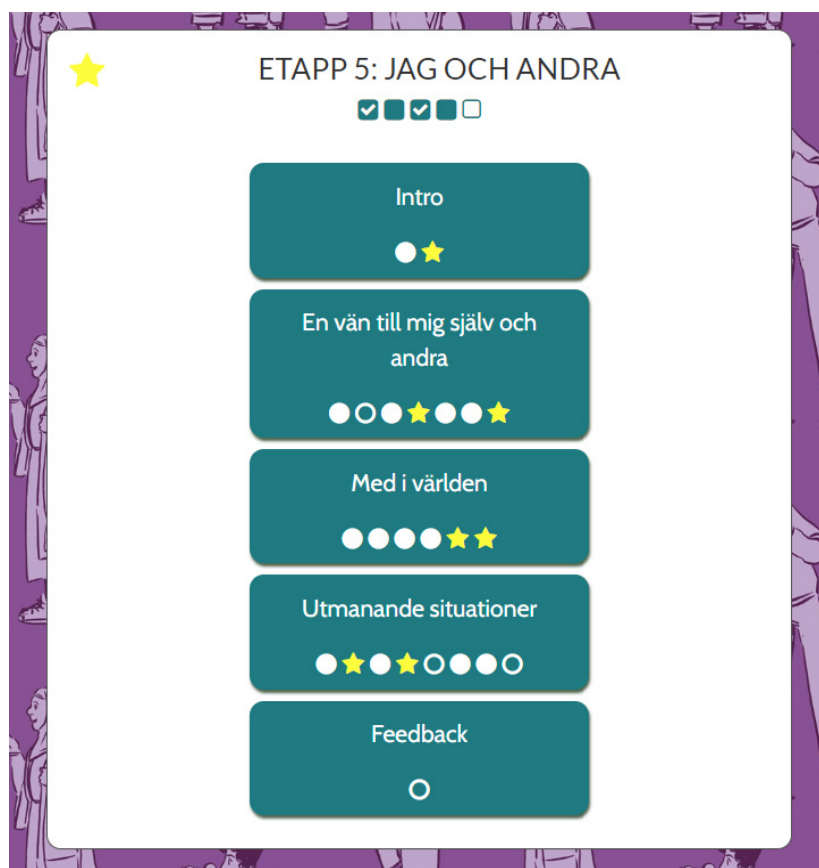 ETAPP 5: JAG OCH ANDRA
Intro
En vän till mig själv och
andra
Med i världen
Utmanande situationer
Feedback